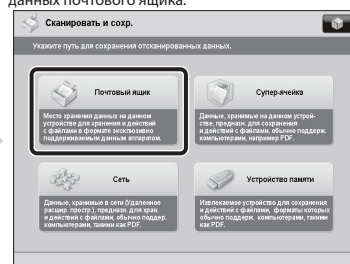 данных почтового ящика.
Сканировать и сохр.
Укажите путь для сохранения отсканированных данных.
Почтовый ящик
Место хранения данных на данном
устройстве для хранения и действий
с файлами в формате эксклюзивно
поддерживаемым данным аппаратом.
Супер-ячейка
Данные, хранимые на данном устрой-
стве, предназн. для сохранения
и действий с файлами, обычно поддерж.
компьютерами, например PDF.
Сеть
Данные, хранимые в сети (Удаленное
расшир. простр.), предназн. для хран.
и действий с файлами, обычно поддер.
компьютерами, такими как PDF.
Устройство памяти
Извлекаемое устройство для сохранения
и действий с файлами, форматы которых
обычно поддерж. компьютерами, такими
как PDF.